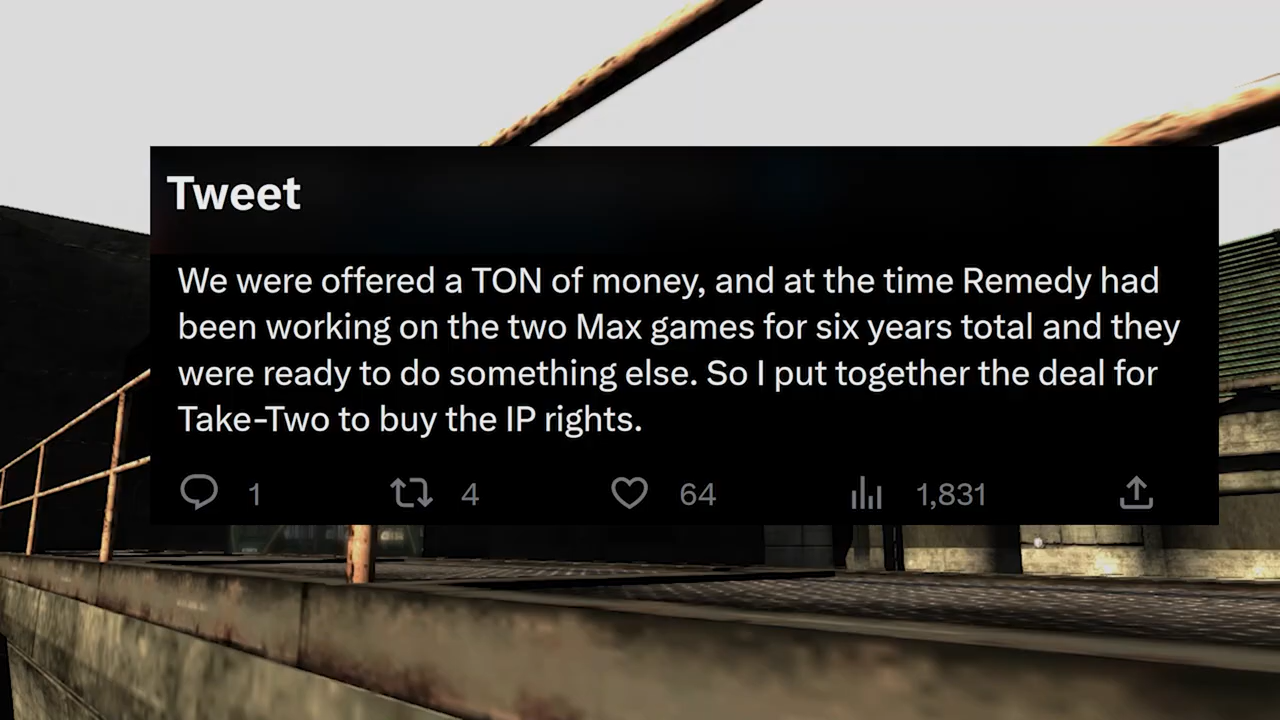 Tweet
We were offered a TON of money, and at the time Remedy had
been working on the two Max games for six years total and they
were ready to do something else. So I put together the deal for
Take-Two to buy the IP rights.
1 4 64 1,831